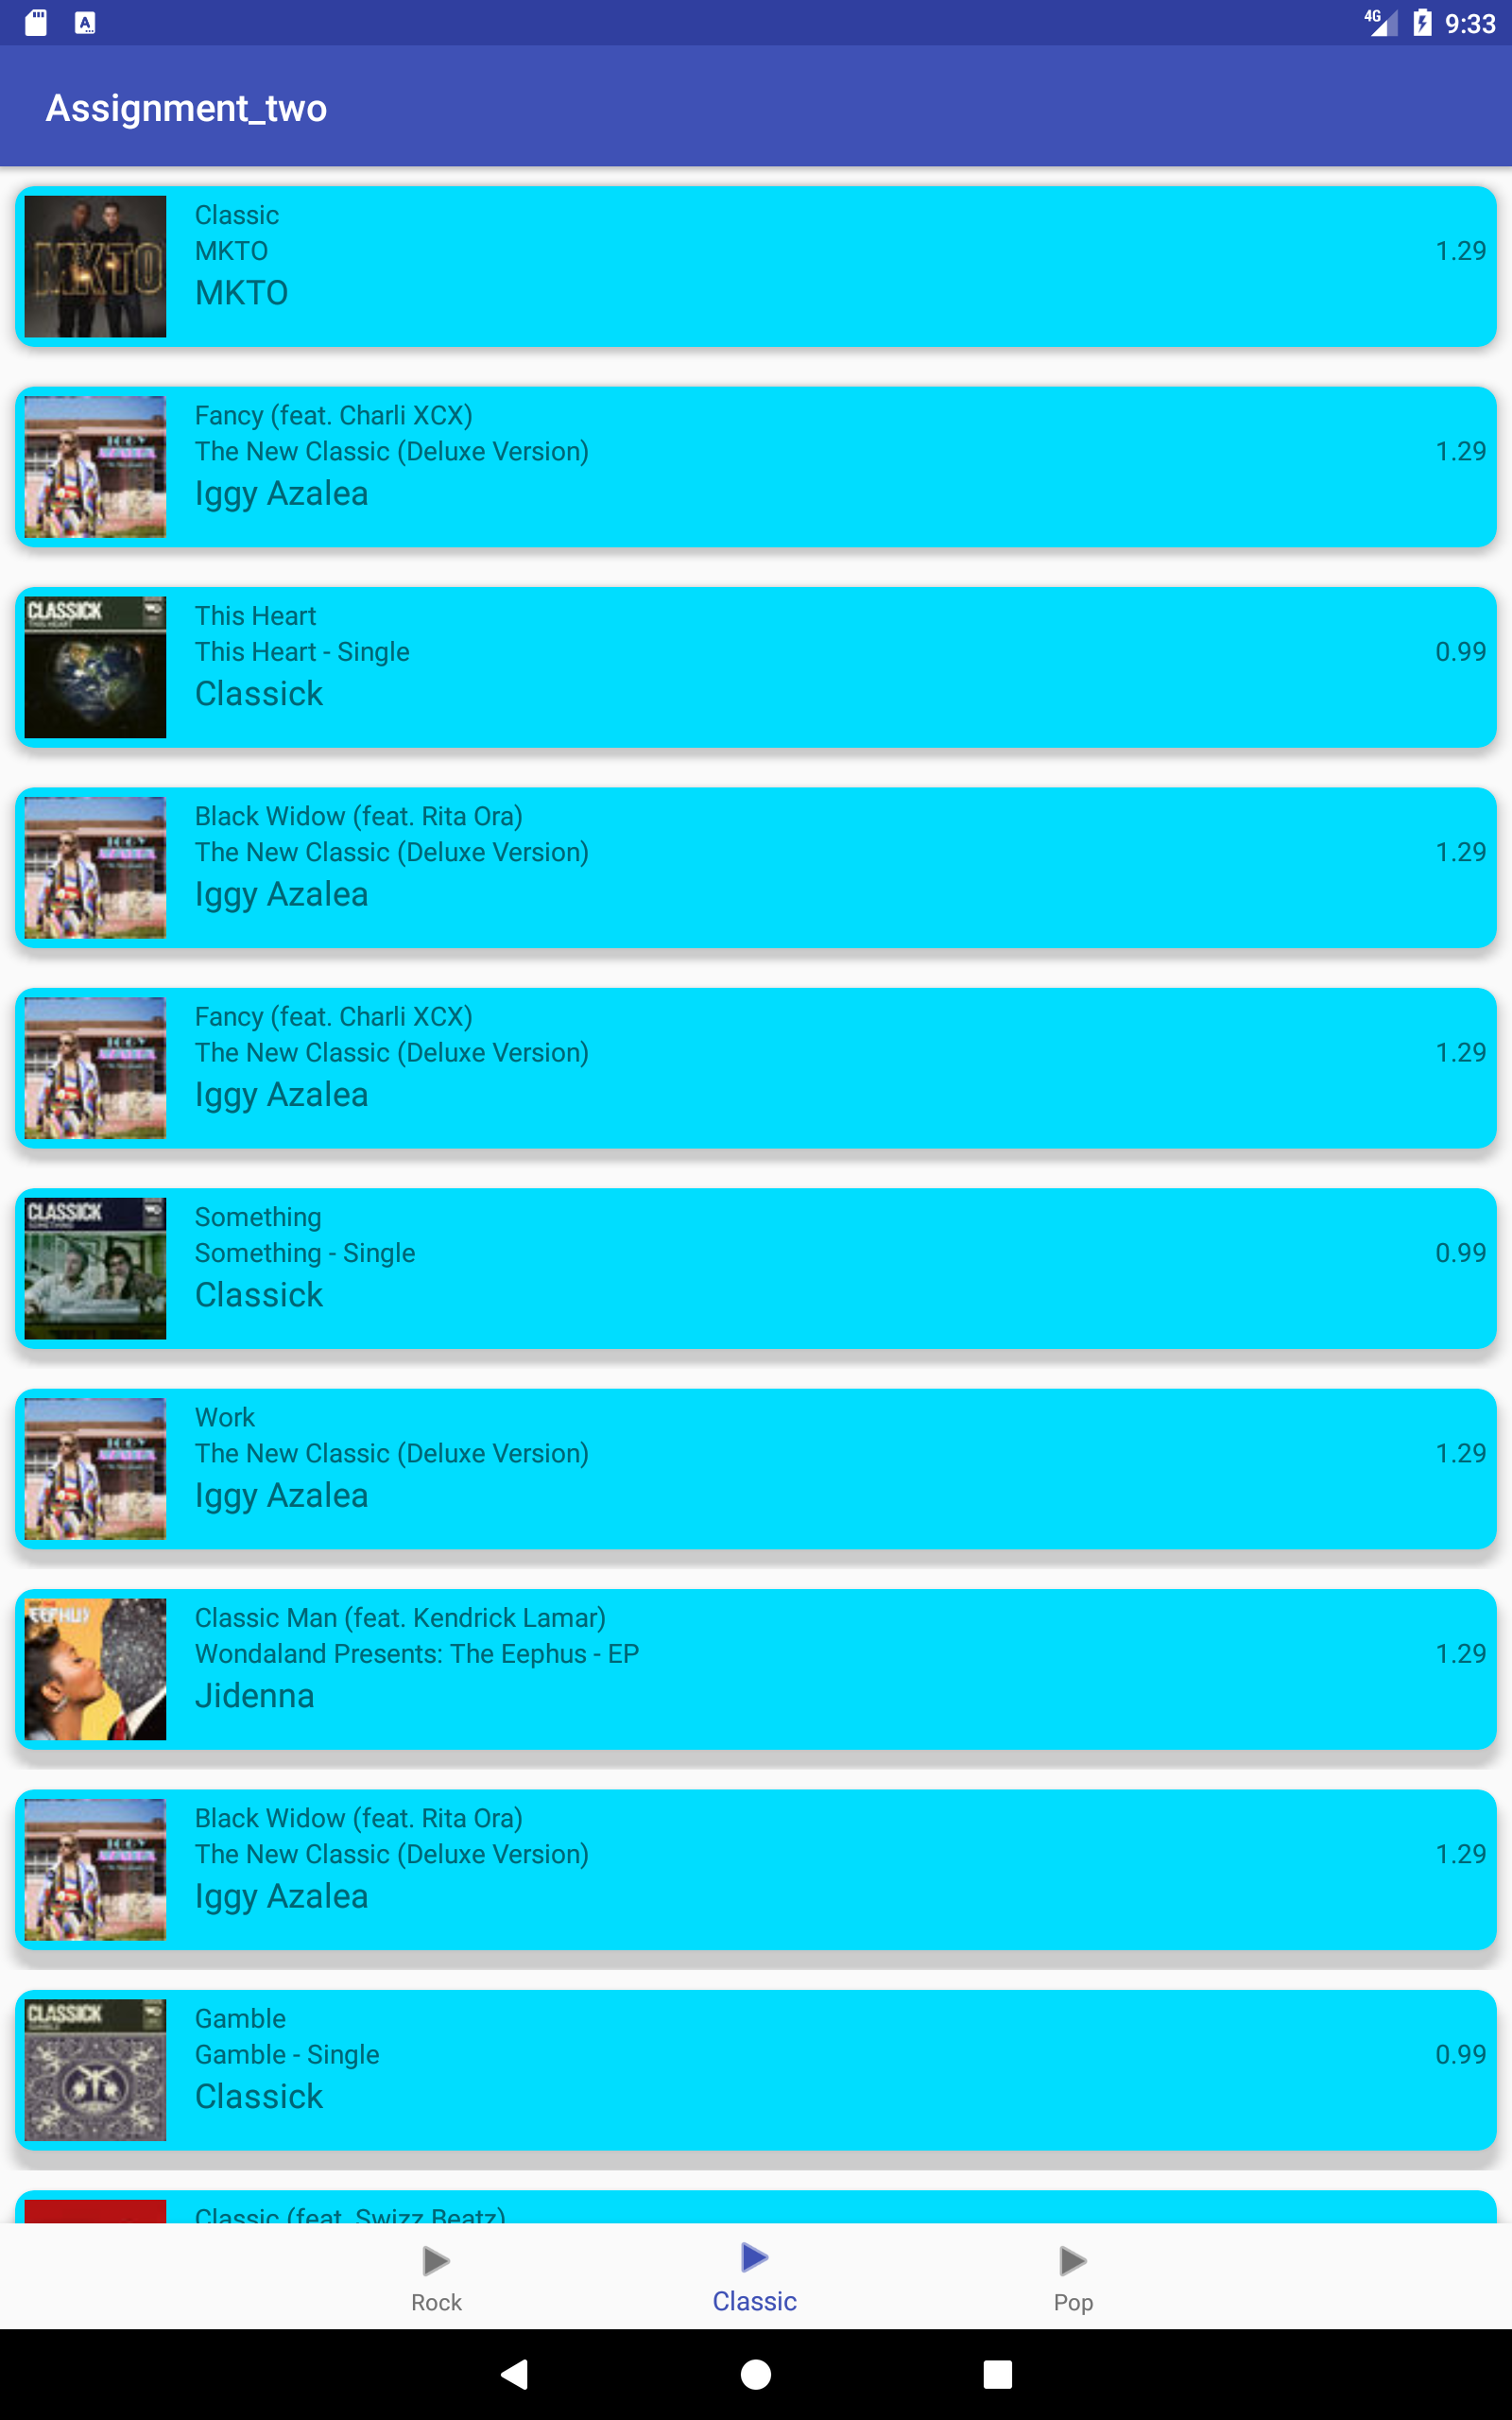 4G 9:33
Assignment_two
MKTO
Classic
MKTO 1.29
MKTO
Fancy (feat. Charli XCX)
The New Classic (Deluxe Version) 1.29
Iggy Azalea
CLASSICK
THIS HEART
This Heart
This Heart - Single 0.99
Classick
Black Widow (feat. Rita Ora)
The New Classic (Deluxe Version) 1.29
Iggy Azalea
Fancy (feat. Charli XCX)
The New Classic (Deluxe Version) 1.29
Iggy Azalea
CLASSICK
SOMETHING
Something
Something - Single 0.99
Classick
Work
The New Classic (Deluxe Version) 1.29
Iggy Azalea
Classic Man (feat. Kendrick Lamar)
Wondaland Presents: The Eephus - EP 1.29
Jidenna
Black Widow (feat. Rita Ora)
The New Classic (Deluxe Version) 1.29
Iggy Azalea
CLASSICK
GAMBLE
Gamble
Gamble - Single 0.99
Classick
Classic (feat. Swizz Beatz)
Rock
Classic
Pop